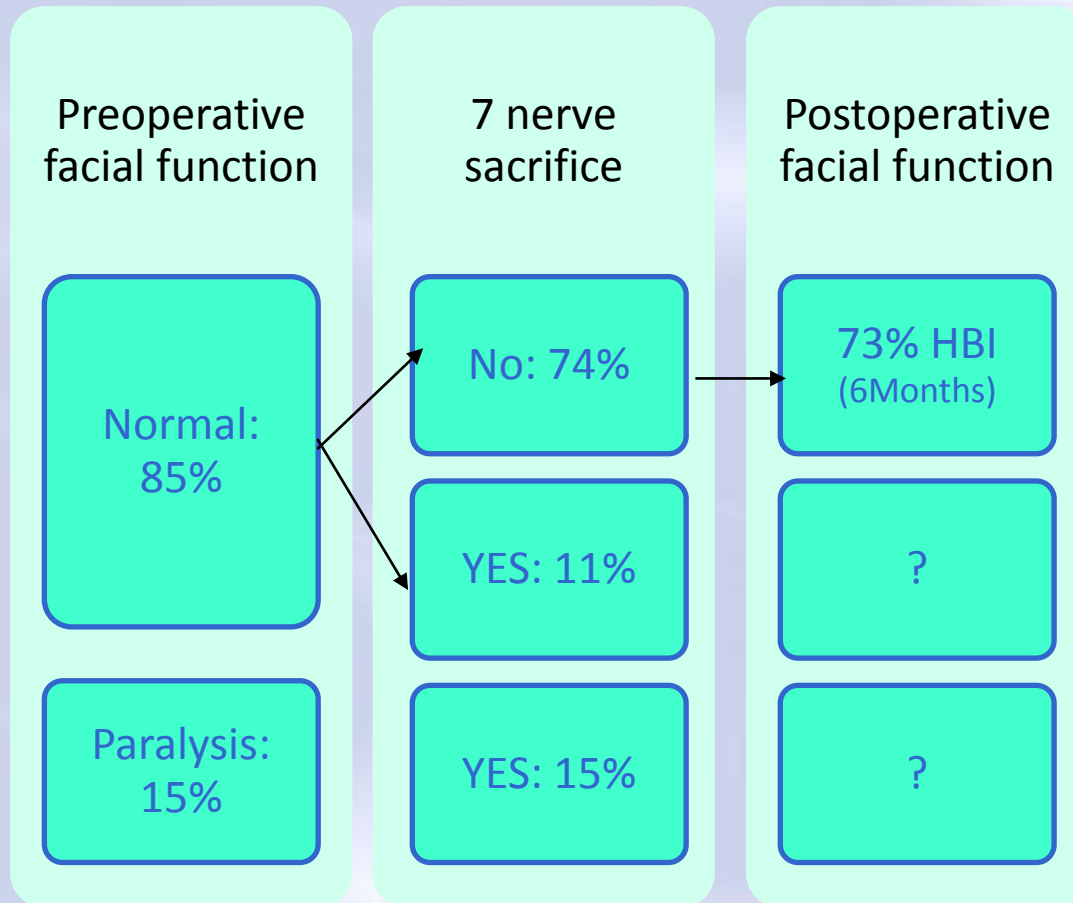 Preoperative
facial function
Normal:
85%
Paralysis:
15%
7 nerve
sacrifice
No: 74%
YES: 11%
YES: 15%
Postoperative
facial function
73% HBI
(6Months)
?
?